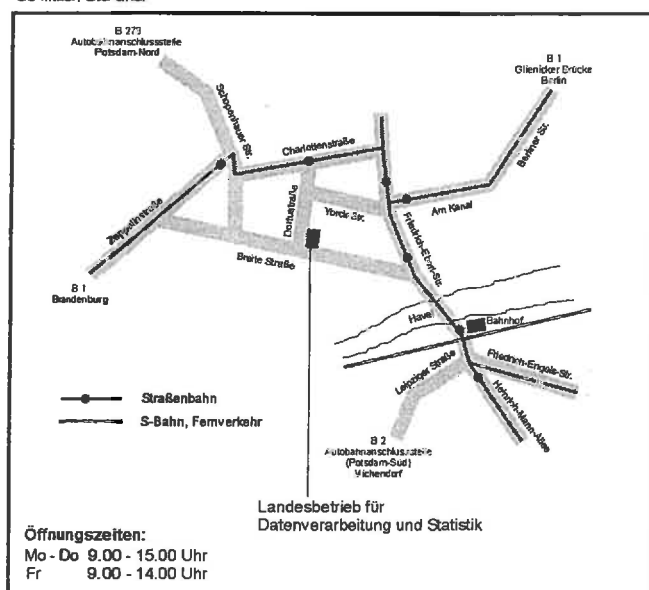 B 273
Autobahnanschlussstelle
Potsdam-Nord
B 1
Glienicker Brücke
Berlin
Schopenhauer Str.
Charlottenstraße
Berliner Str.
Zeppelinstraße
Dortustraße
Yorck Str.
Am Kanal
Friedrich-Ebert-Str.
Breite Straße
B 1
Brandenburg
Havel
Bahnhof
Leipziger Straße
Friedrich-Engels-Str.
Heinrich-Mann-Allee
Straßenbahn
S-Bahn, Fernverkehr
B 2
Autobahnanschlussstelle
(Potsdam-Süd)
Michendorf
Landesbetrieb für
Datenverarbeitung und Statistik
Öffnungszeiten:
Mo - Do 9.00 - 15.00 Uhr
Fr 9.00 - 14.00 Uhr